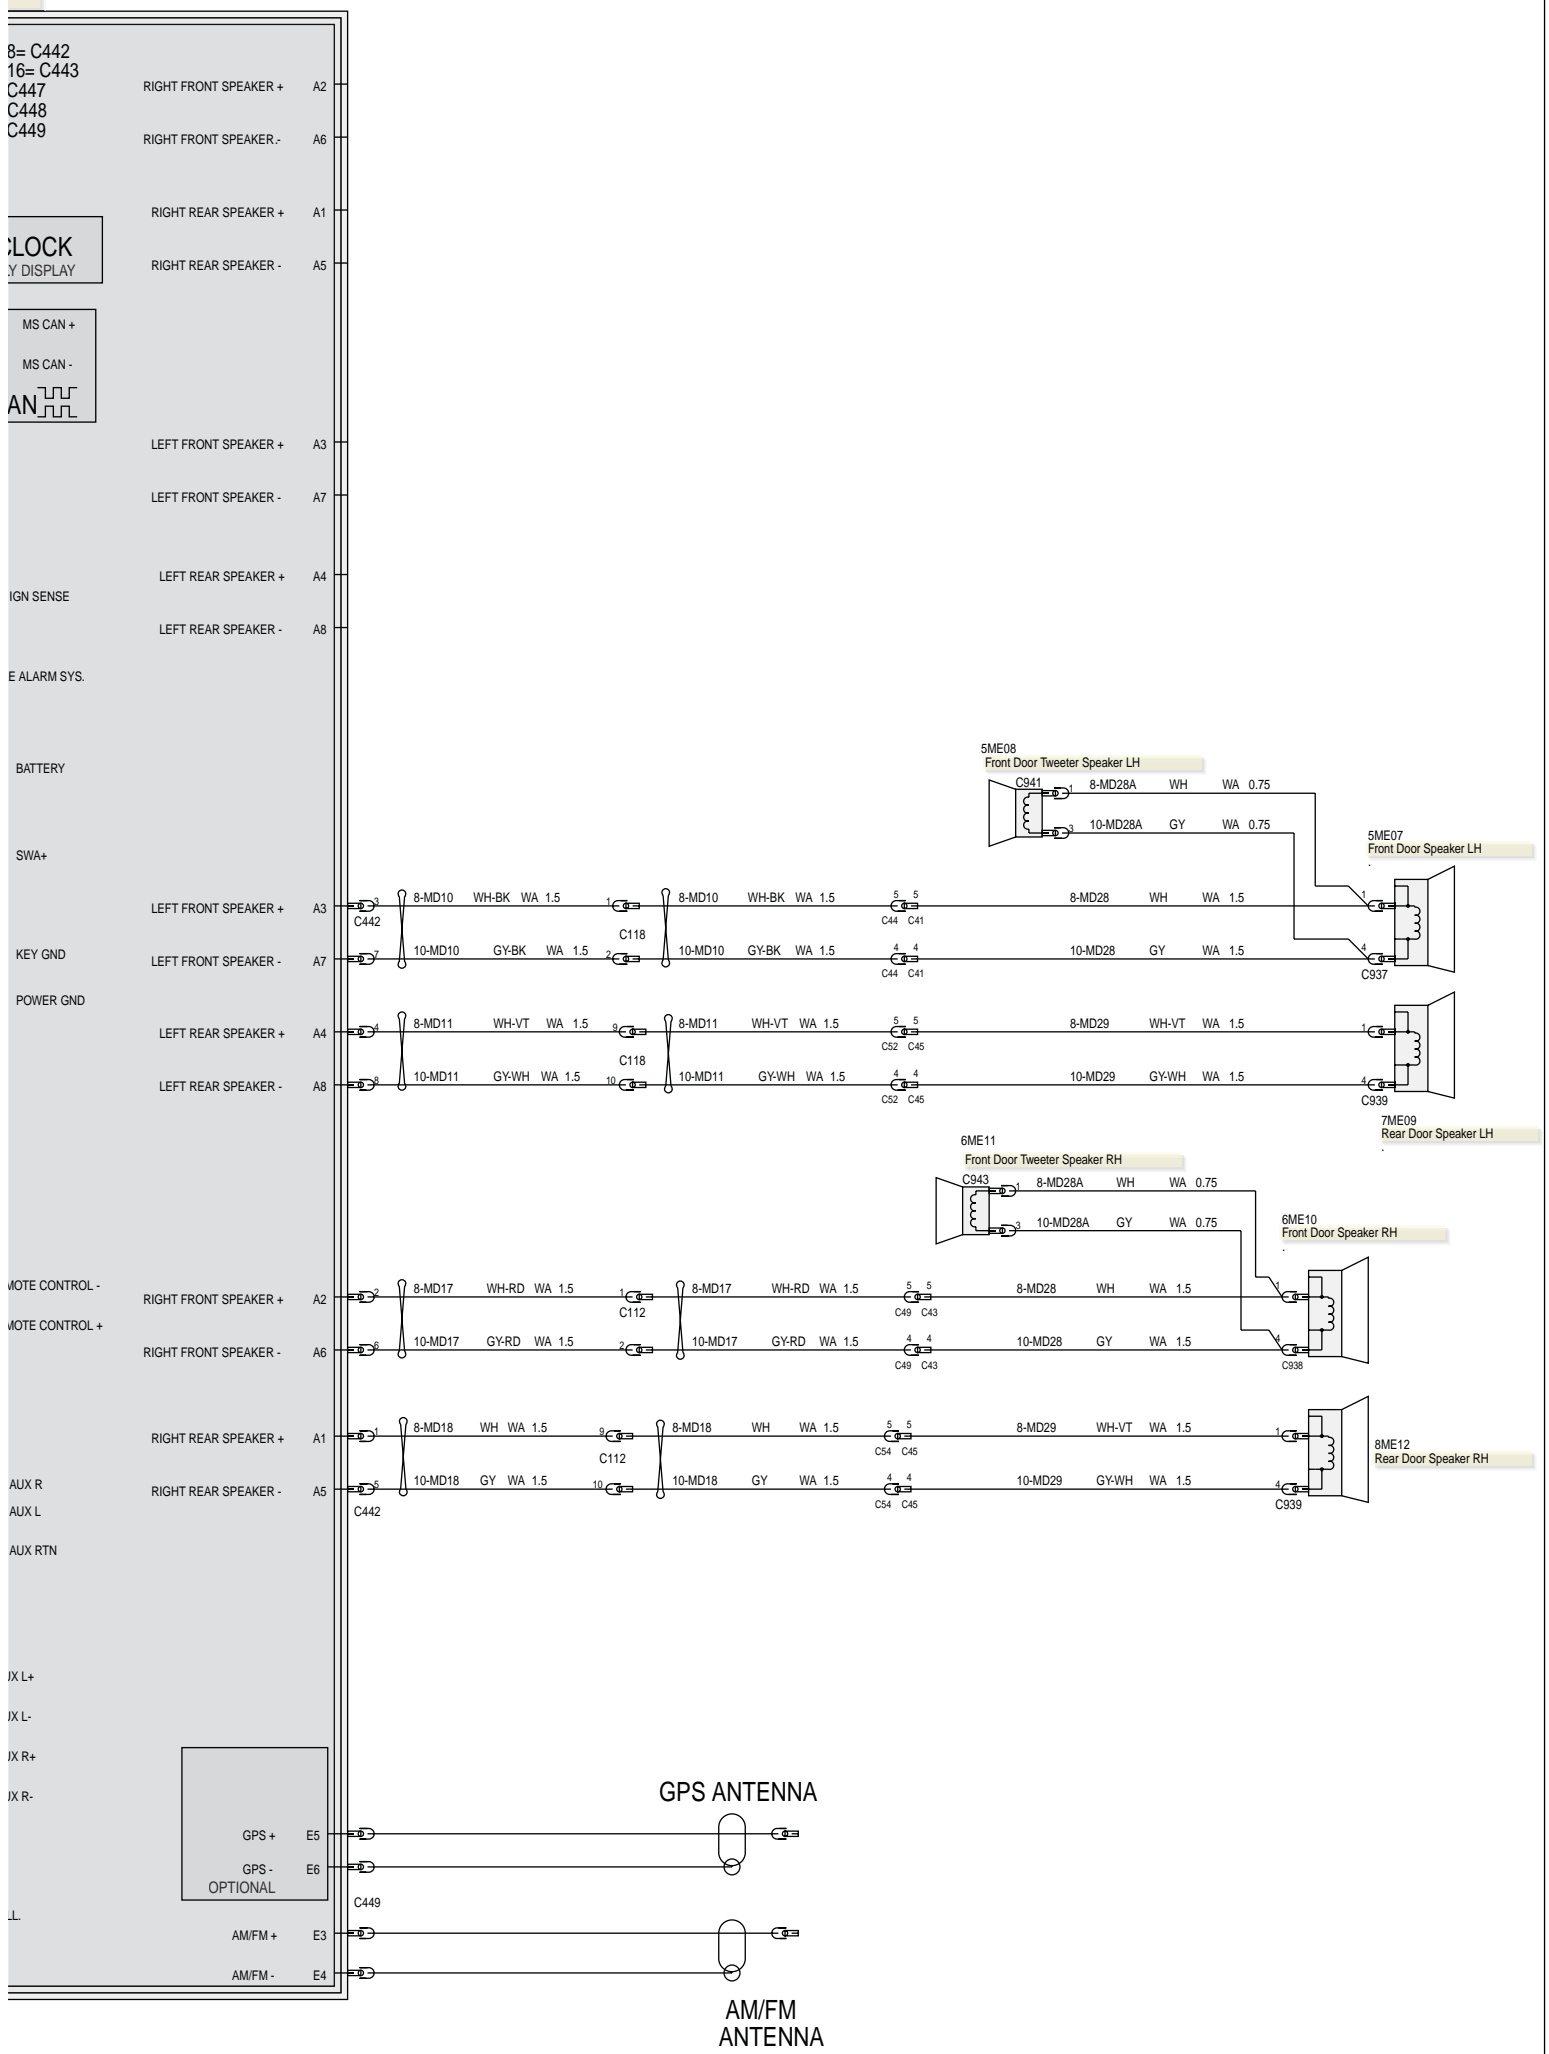 8= C442
16= C443
C447
C448
C449
RIGHT FRONT SPEAKER + A2
RIGHT FRONT SPEAKER.- A6
RIGHT REAR SPEAKER + A1
CLOCK
Y DISPLAY
RIGHT REAR SPEAKER - A5
MS CAN +
MS CAN -
AN
LEFT FRONT SPEAKER + A3
LEFT FRONT SPEAKER - A7
LEFT REAR SPEAKER + A4
IGN SENSE
LEFT REAR SPEAKER - A8
E ALARM SYS.
5ME08
Front Door Tweeter Speaker LH
BATTERY
C941 1 8-MD28A WH WA 0.75
3 10-MD28A GY WA 0.75
5ME07
Front Door Speaker LH
SWA+
LEFT FRONT SPEAKER + A3 3 8-MD10 WH-BK WA 1.5 1 8-MD10 WH-BK WA 1.5 5 5 8-MD28 WH WA 1.5 1
C442 C118 C44 C41
KEY GND
LEFT FRONT SPEAKER - A7 7 10-MD10 GY-BK WA 1.5 2 10-MD10 GY-BK WA 1.5 4 4 10-MD28 GY WA 1.5 4
C44 C41 C937
POWER GND
LEFT REAR SPEAKER + A4 4 8-MD11 WH-VT WA 1.5 9 8-MD11 WH-VT WA 1.5 5 5 8-MD29 WH-VT WA 1.5 1
C118 C52 C45
LEFT REAR SPEAKER - A8 8 10-MD11 GY-WH WA 1.5 10 10-MD11 GY-WH WA 1.5 4 4 10-MD29 GY-WH WA 1.5 4
C52 C45 C939
7ME09
Rear Door Speaker LH
6ME11
Front Door Tweeter Speaker RH
C943 1 8-MD28A WH WA 0.75
3 10-MD28A GY WA 0.75
6ME10
Front Door Speaker RH
MOTE CONTROL -
RIGHT FRONT SPEAKER + A2 2 8-MD17 WH-RD WA 1.5 1 8-MD17 WH-RD WA 1.5 5 5 8-MD28 WH WA 1.5 1
C112 C49 C43
MOTE CONTROL +
RIGHT FRONT SPEAKER - A6 6 10-MD17 GY-RD WA 1.5 2 10-MD17 GY-RD WA 1.5 4 4 10-MD28 GY WA 1.5 4
C49 C43 C938
RIGHT REAR SPEAKER + A1 1 8-MD18 WH WA 1.5 9 8-MD18 WH WA 1.5 5 5 8-MD29 WH-VT WA 1.5 1
C112 C54 C45
8ME12
Rear Door Speaker RH
AUX R
RIGHT REAR SPEAKER - A5 5 10-MD18 GY WA 1.5 10 10-MD18 GY WA 1.5 4 4 10-MD29 GY-WH WA 1.5 4
C442 C54 C45 C939
AUX L
AUX RTN
UX L+
UX L-
UX R+
UX R-
GPS ANTENNA
GPS + E5
GPS - E6
OPTIONAL
C449
LL.
AM/FM + E3
AM/FM - E4
AM/FM
ANTENNA